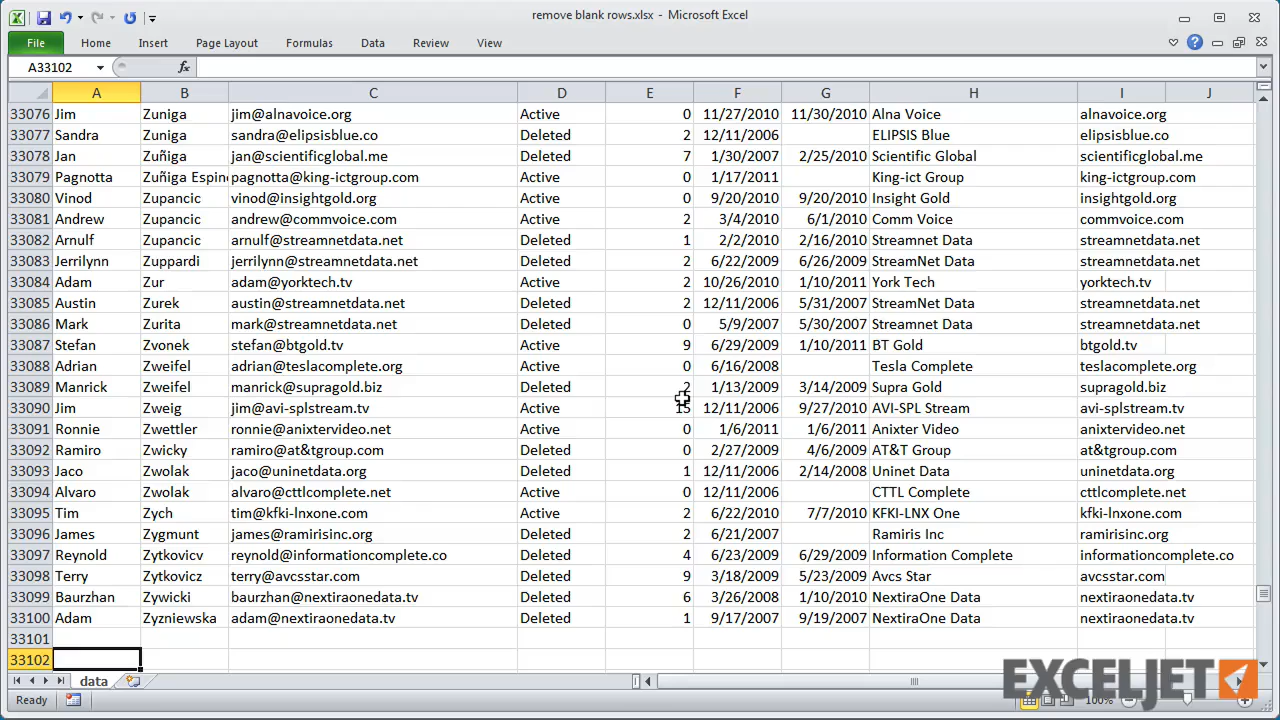 remove blank rows.xlsx - Microsoft Excel
File Home Insert Page Layout Formulas Data Review View
A33102 fx
A B C D E F G H I J
33076 Jim Zuniga jim@alnavoice.org Active 0 11/27/2010 11/30/2010 Alna Voice alnavoice.org
33077 Sandra Zuniga sandra@elipsisblue.co Deleted 2 12/11/2006 ELIPSIS Blue elipsisblue.co
33078 Jan Zuñiga jan@scientificglobal.me Deleted 7 1/30/2007 2/25/2010 Scientific Global scientificglobal.me
33079 Pagnotta Zuñiga Espin pagnotta@king-ictgroup.com Active 0 1/17/2011 King-ict Group king-ictgroup.com
33080 Vinod Zupancic vinod@insightgold.org Active 0 9/20/2010 9/20/2010 Insight Gold insightgold.org
33081 Andrew Zupancic andrew@commvoice.com Active 2 3/4/2010 6/1/2010 Comm Voice commvoice.com
33082 Arnulf Zupancic arnulf@streamnetdata.net Deleted 1 2/2/2010 2/16/2010 Streamnet Data streamnetdata.net
33083 Jerrilynn Zuppardi jerrilynn@streamnetdata.net Deleted 2 6/22/2009 6/26/2009 StreamNet Data streamnetdata.net
33084 Adam Zur adam@yorktech.tv Active 2 10/26/2010 1/10/2011 York Tech yorktech.tv
33085 Austin Zurek austin@streamnetdata.net Deleted 2 12/11/2006 5/31/2007 StreamNet Data streamnetdata.net
33086 Mark Zurita mark@streamnetdata.net Deleted 0 5/9/2007 5/30/2007 Streamnet Data streamnetdata.net
33087 Stefan Zvonek stefan@btgold.tv Active 9 6/29/2009 1/10/2011 BT Gold btgold.tv
33088 Adrian Zweifel adrian@teslacomplete.org Active 0 6/16/2008 Tesla Complete teslacomplete.org
33089 Manrick Zweifel manrick@supragold.biz Deleted 2 1/13/2009 3/14/2009 Supra Gold supragold.biz
33090 Jim Zweig jim@avi-splstream.tv Active 15 12/11/2006 9/27/2010 AVI-SPL Stream avi-splstream.tv
33091 Ronnie Zwettler ronnie@anixtervideo.net Active 0 1/6/2011 1/6/2011 Anixter Video anixtervideo.net
33092 Ramiro Zwicky ramiro@at&tgroup.com Deleted 0 2/27/2009 4/6/2009 AT&T Group at&tgroup.com
33093 Jaco Zwolak jaco@uninetdata.org Deleted 1 12/11/2006 2/14/2008 Uninet Data uninetdata.org
33094 Alvaro Zwolak alvaro@cttlcomplete.net Active 0 12/11/2006 CTTL Complete cttlcomplete.net
33095 Tim Zych tim@kfki-lnxone.com Active 2 6/22/2010 7/7/2010 KFKI-LNX One kfki-lnxone.com
33096 James Zygmunt james@ramirisinc.org Deleted 2 6/21/2007 Ramiris Inc ramirisinc.org
33097 Reynold Zytkovicv reynold@informationcomplete.co Deleted 4 6/23/2009 6/29/2009 Information Complete informationcomplete.co
33098 Terry Zytkovicz terry@avcsstar.com Deleted 9 3/18/2009 5/23/2009 Avcs Star avcsstar.com
33099 Baurzhan Zywicki baurzhan@nextiraonedata.tv Deleted 6 3/26/2008 1/10/2010 NextiraOne Data nextiraonedata.tv
33100 Adam Zyzniewska adam@nextiraonedata.tv Deleted 1 9/17/2007 9/19/2007 NextiraOne Data nextiraonedata.tv
33101
33102
data
EXCELJET
Ready 100%